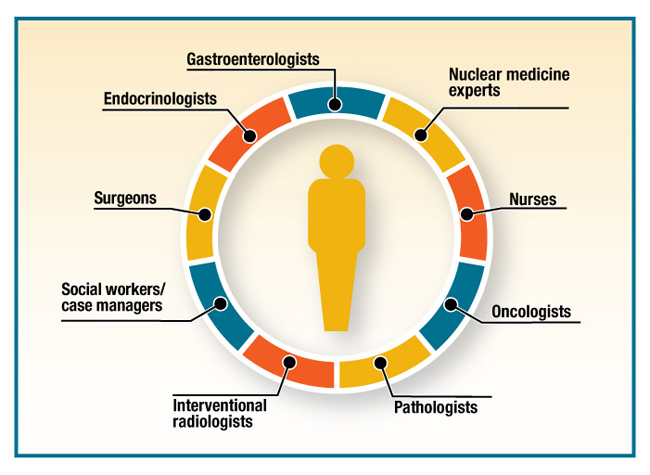 Gastroenterologists
Nuclear medicine
experts
Endocrinologists
Surgeons
Nurses
Social workers/
case managers
Oncologists
Interventional
radiologists
Pathologists